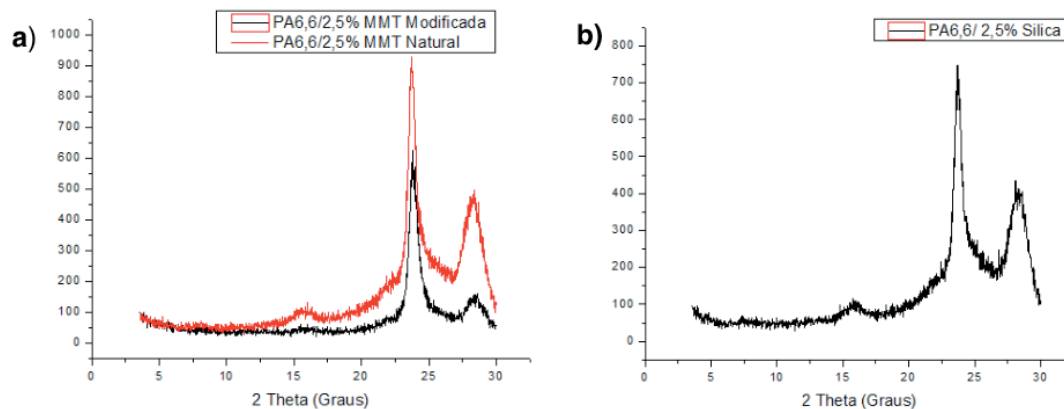 a)
PA6,6/2,5% MMT Modificada
PA6,6/2,5% MMT Natural
1000
900
800
700
600
500
400
300
200
100
0
0 5 10 15 20 25 30
2 Theta (Graus)
b)
PA6,6/ 2,5% Silica
800
700
600
500
400
300
200
100
0
0 5 10 15 20 25 30
2 Theta (Graus)